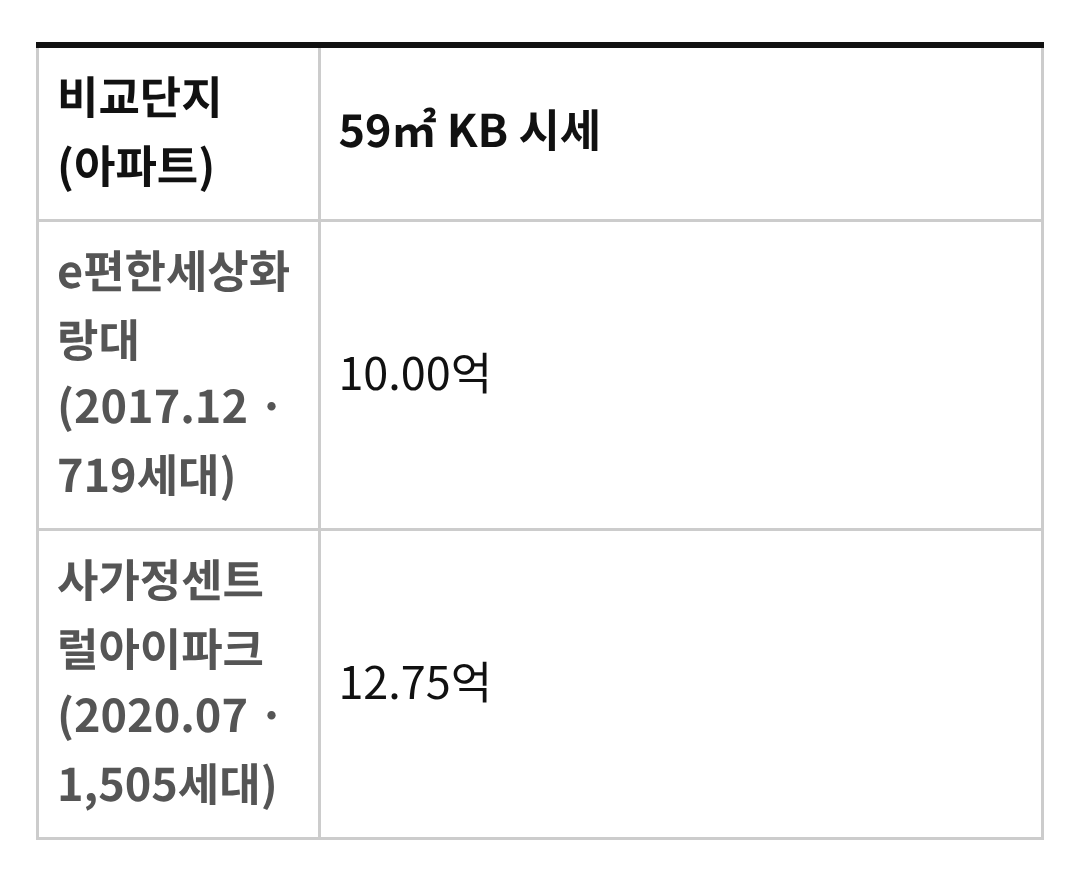 비교단지
(아파트)
59㎡ KB 시세
e편한세상화
랑대
(2017.12 ·
719세대)
10.00억
사가정센트
럴아이파크
(2020.07 ·
1,505세대)
12.75억